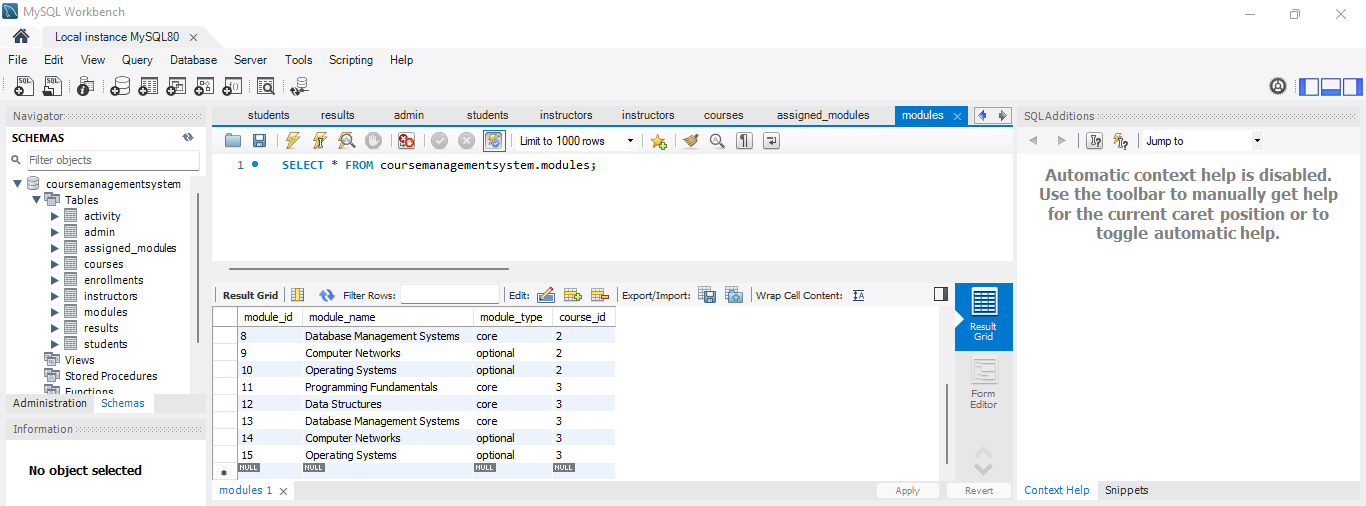 MySQL Workbench
Local instance MySQL80
File Edit View Query Database Server Tools Scripting Help
Navigator
SCHEMAS
Filter objects
coursemanagementsystem
Tables
activity
admin
assigned_modules
courses
enrollments
instructors
modules
results
students
Views
Stored Procedures
Functions
Administration Schemas
Information
No object selected
students results admin students instructors instructors courses assigned_modules modules
Limit to 1000 rows
1 SELECT * FROM coursemanagementsystem.modules;
Result Grid Filter Rows: Edit: Export/Import: Wrap Cell Content:
module_id module_name module_type course_id
8 Database Management Systems core 2
9 Computer Networks optional 2
10 Operating Systems optional 2
11 Programming Fundamentals core 3
12 Data Structures core 3
13 Database Management Systems core 3
14 Computer Networks optional 3
15 Operating Systems optional 3
NULL NULL NULL NULL
Result
Grid
Form
Editor
modules 1
Apply Revert
SQLAdditions
Jump to
Automatic context help is disabled.
Use the toolbar to manually get help
for the current caret position or to
toggle automatic help.
Context Help Snippets